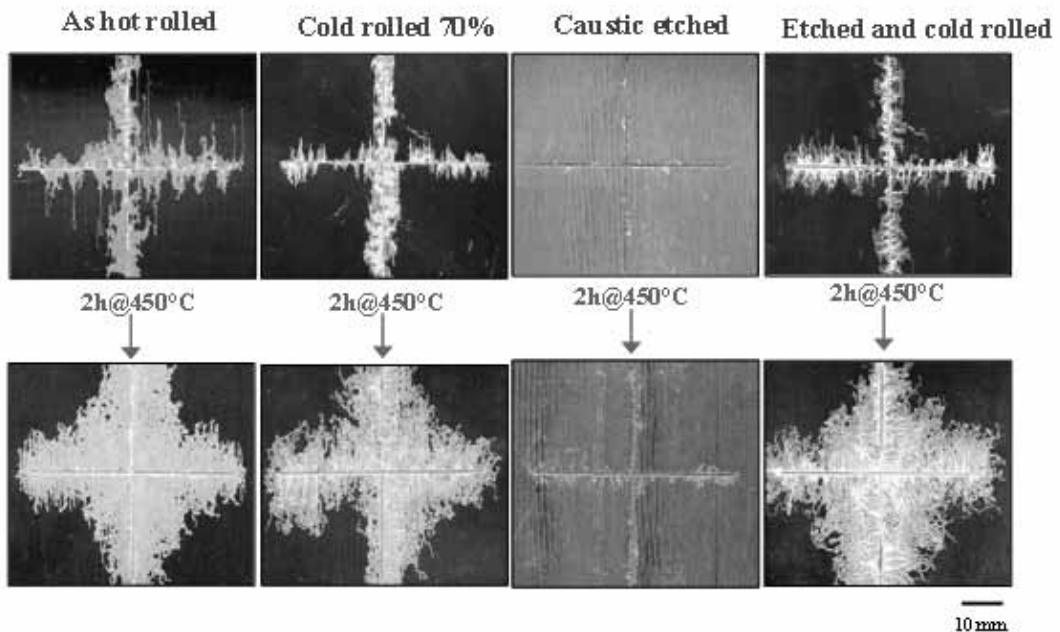 As hot rolled
Cold rolled 70%
Caustic etched
Etched and cold rolled
2h@450°C
2h@450°C
2h@450°C
2h@450°C
10 mm